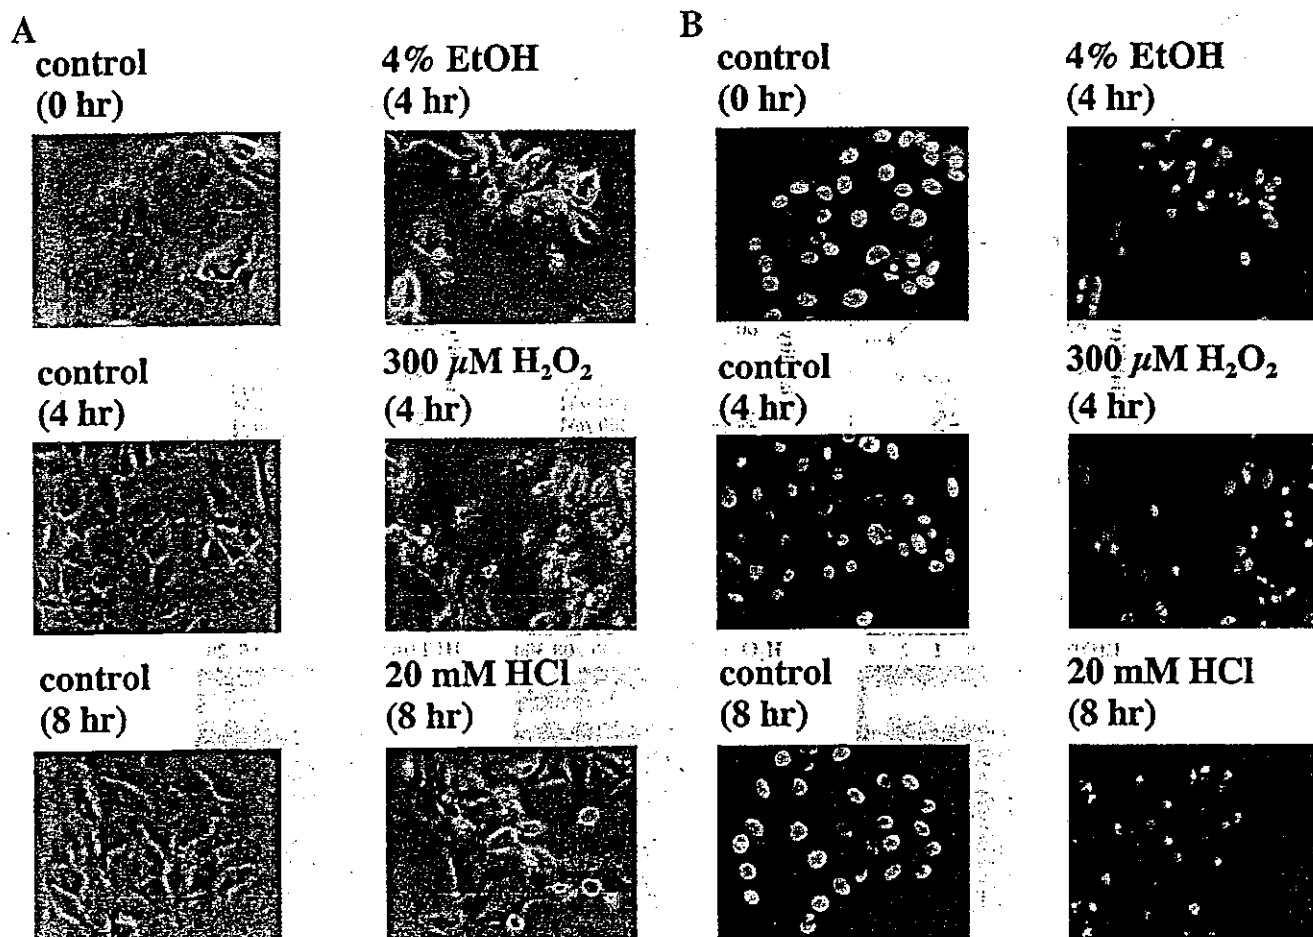 A
control
(0 hr)
4% EtOH
(4 hr)
control
(4 hr)
300 µM H₂O₂
(4 hr)
control
(8 hr)
20 mM HCl
(8 hr)
B
control
(0 hr)
4% EtOH
(4 hr)
control
(4 hr)
300 µM H₂O₂
(4 hr)
control
(8 hr)
20 mM HCl
(8 hr)